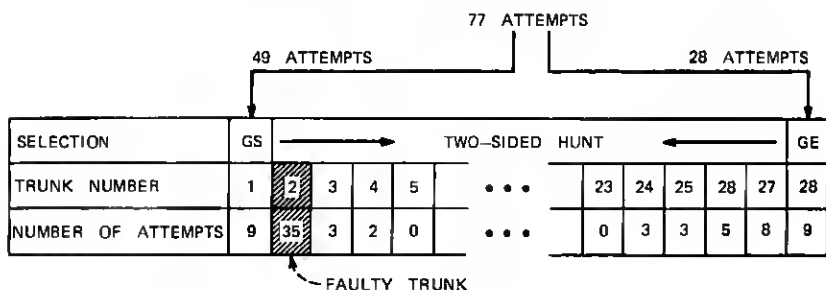 77 ATTEMPTS
49 ATTEMPTS 28 ATTEMPTS
SELECTION GS TWO-SIDED HUNT GE
TRUNK NUMBER 1 2 3 4 5 • • • 23 24 25 28 27 28
NUMBER OF ATTEMPTS 9 35 3 2 0 • • • 0 3 3 5 8 9
FAULTY TRUNK